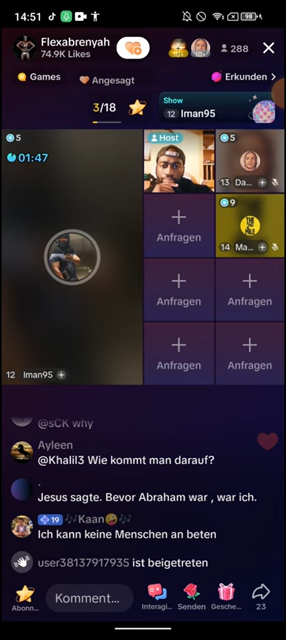 14:51
98
Flexabrenyah
74.9K Likes
288
Games
Angesagt
Erkunden
3/18
Show
12 Iman95
5
01:47
Host
5
13 Da...
Anfragen
9
14 Ma...
Anfragen
Anfragen
Anfragen
Anfragen
12 Iman95
@sCK why
Ayleen
@Khalil3 Wie kommt man darauf?
.
Jesus sagte. Bevor Abraham war , war ich.
19 🎶Kaan🤪🎶
Ich kann keine Menschen an beten
user38137917935 ist beigetreten
Abonn...
Komment...
Interagi...
Senden
Gesche...
23